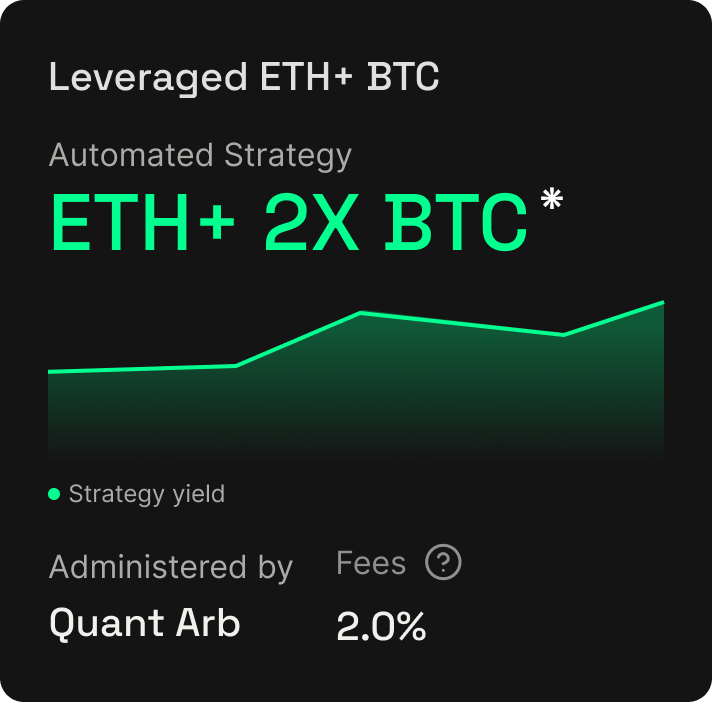 Leveraged ETH+ BTC
Automated Strategy
ETH+ 2X BTC*
Strategy yield
Administered by
Fees ?
Quant Arb
2.0%